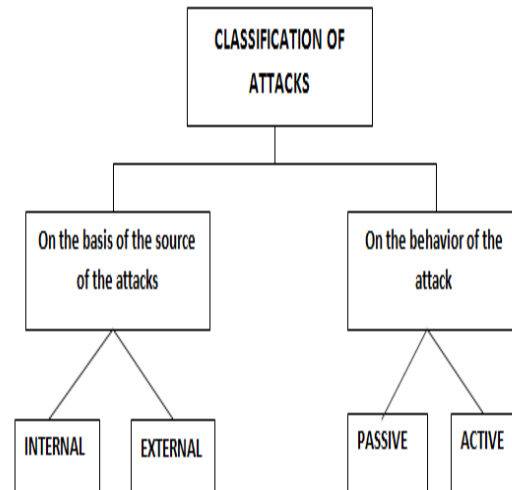 CLASSIFICATION OF
ATTACKS
On the basis of the source
of the attacks
On the behavior of the
attack
INTERNAL
EXTERNAL
PASSIVE
ACTIVE